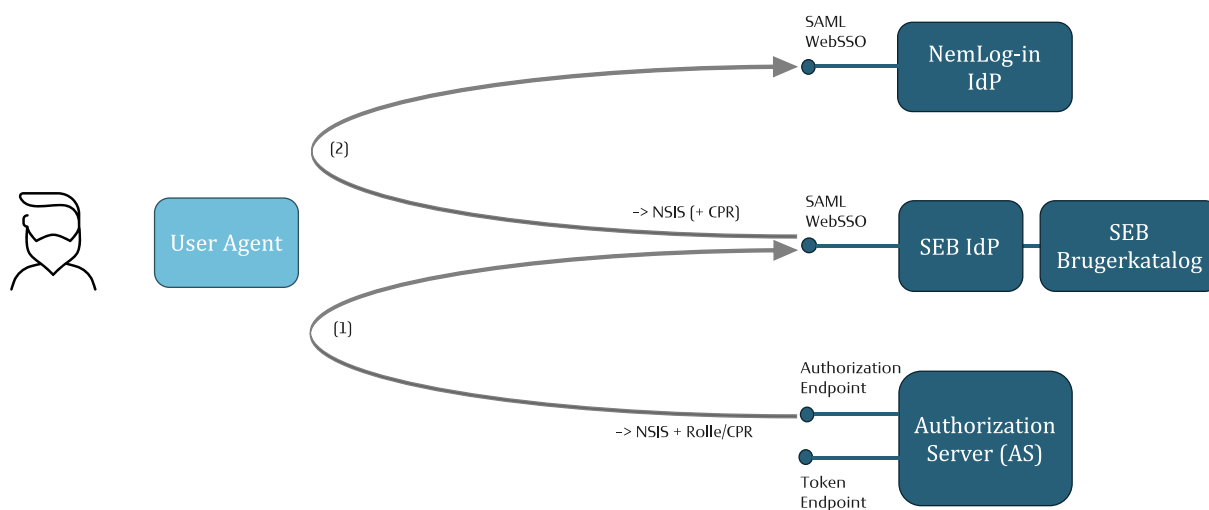 SAML
WebSSO
NemLog-in
IdP
(2)
-> NSIS (+ CPR)
SAML
WebSSO
User Agent
SEB IdP
SEB
Brugerkatalog
(1)
Authorization
Endpoint
-> NSIS + Rolle/CPR
Authorization
Server (AS)
Token
Endpoint